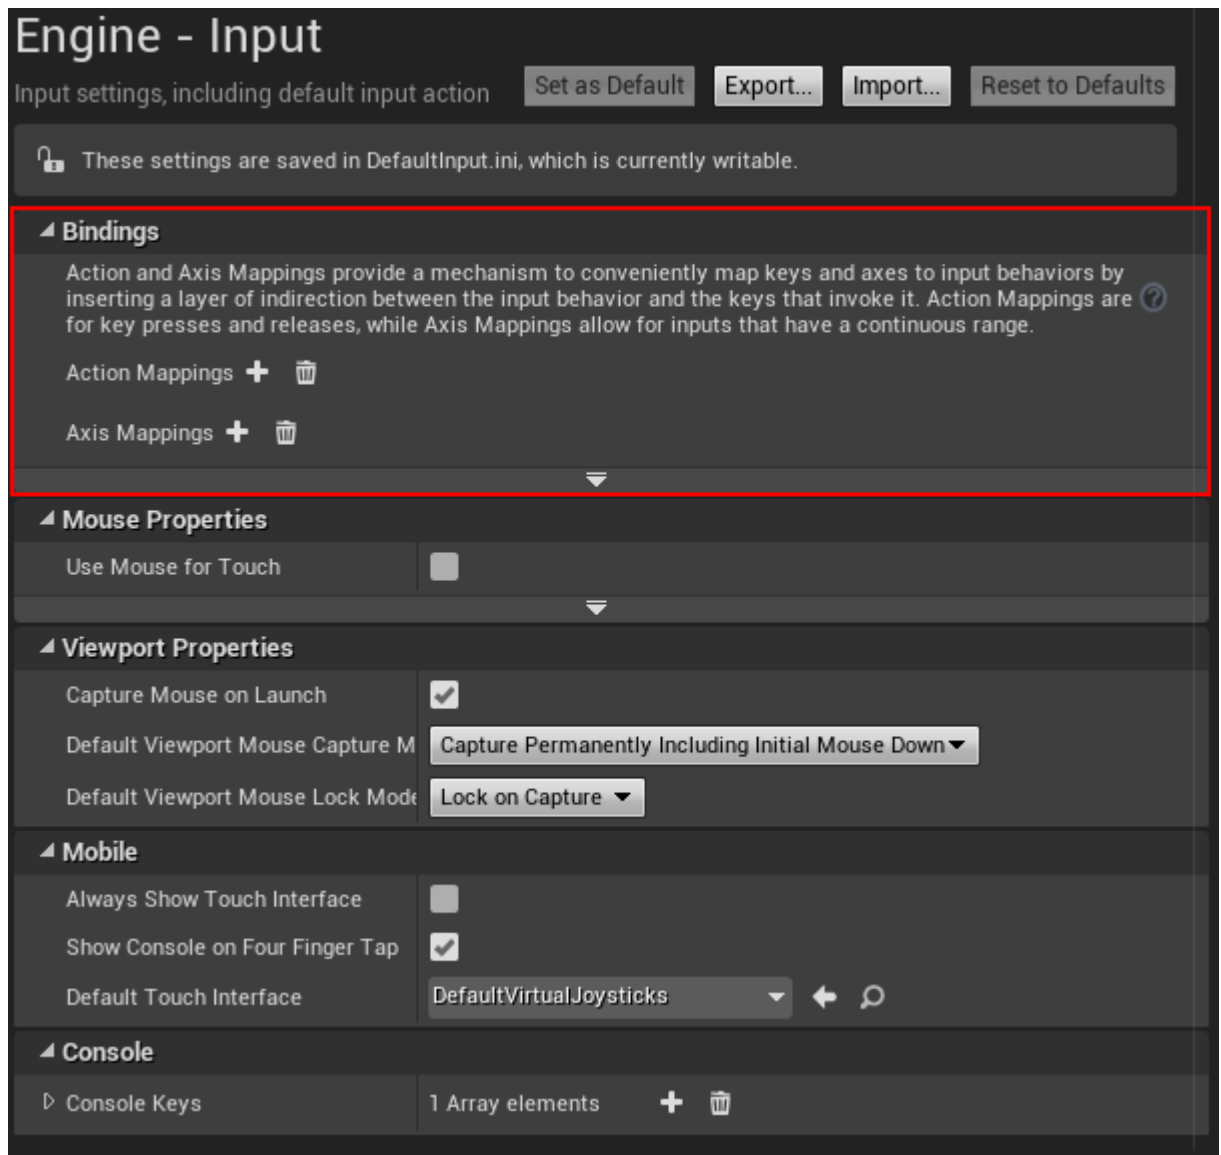 Engine - Input
Input settings, including default input action
Set as Default
Export...
Import...
Reset to Defaults
These settings are saved in DefaultInput.ini, which is currently writable.
Bindings
Action and Axis Mappings provide a mechanism to conveniently map keys and axes to input behaviors by
inserting a layer of indirection between the input behavior and the keys that invoke it. Action Mappings are
for key presses and releases, while Axis Mappings allow for inputs that have a continuous range.
Action Mappings
Axis Mappings
Mouse Properties
Use Mouse for Touch
Viewport Properties
Capture Mouse on Launch
Default Viewport Mouse Capture M
Capture Permanently Including Initial Mouse Down
Default Viewport Mouse Lock Mode
Lock on Capture
Mobile
Always Show Touch Interface
Show Console on Four Finger Tap
Default Touch Interface
DefaultVirtualJoysticks
Console
Console Keys
1 Array elements